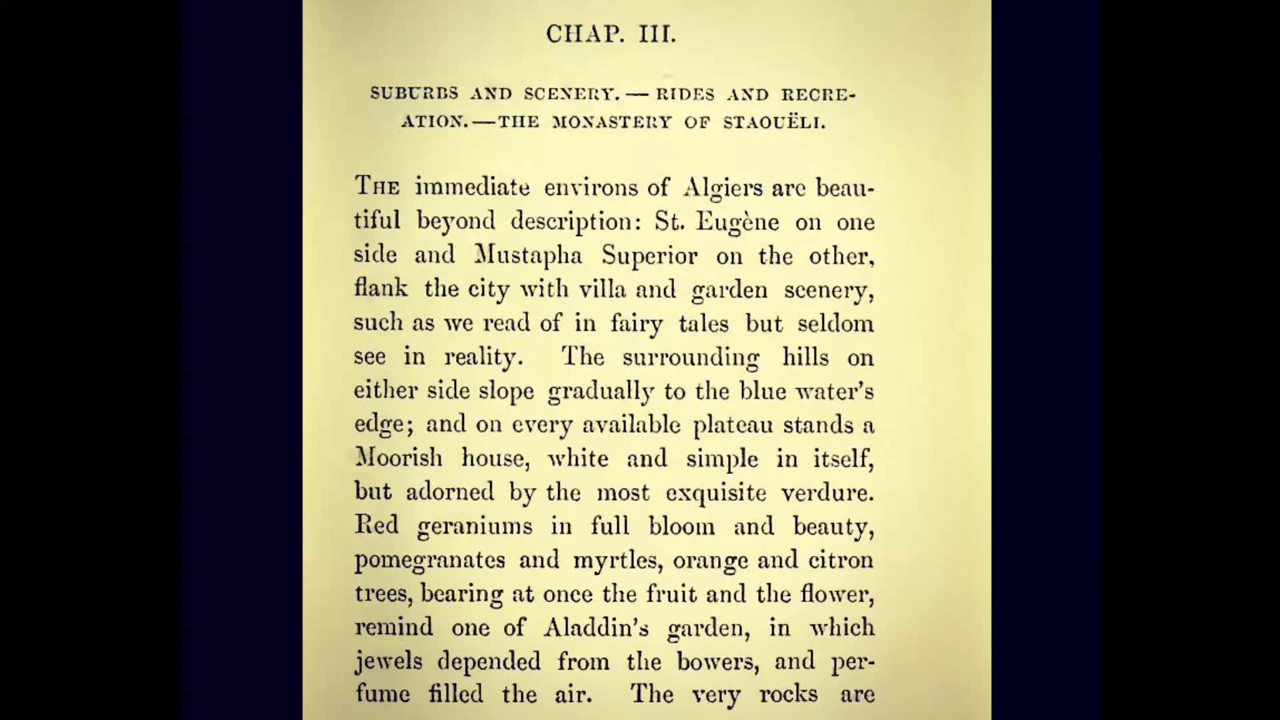 CHAP. III.
SUBURBS AND SCENERY. — RIDES AND RECRE-
ATION.—THE MONASTERY OF STAOUËLI.
THE immediate environs of Algiers are beau-
tiful beyond description: St. Eugène on one
side and Mustapha Superior on the other,
flank the city with villa and garden scenery,
such as we read of in fairy tales but seldom
see in reality. The surrounding hills on
either side slope gradually to the blue water's
edge; and on every available plateau stands a
Moorish house, white and simple in itself,
but adorned by the most exquisite verdure.
Red geraniums in full bloom and beauty,
pomegranates and myrtles, orange and citron
trees, bearing at once the fruit and the flower,
remind one of Aladdin's garden, in which
jewels depended from the bowers, and per-
fume filled the air. The very rocks are